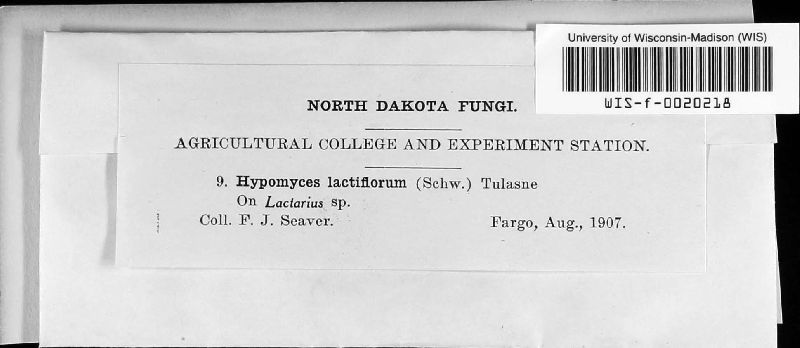 University of Wisconsin-Madison (WIS)
WIS-f-0020218
NORTH DAKOTA FUNGI.
AGRICULTURAL COLLEGE AND EXPERIMENT STATION.
9. Hypomyces lactiflorum (Schw.) Tulasne
On Lactarius sp.
Coll. F. J. Seaver. Fargo, Aug., 1907.